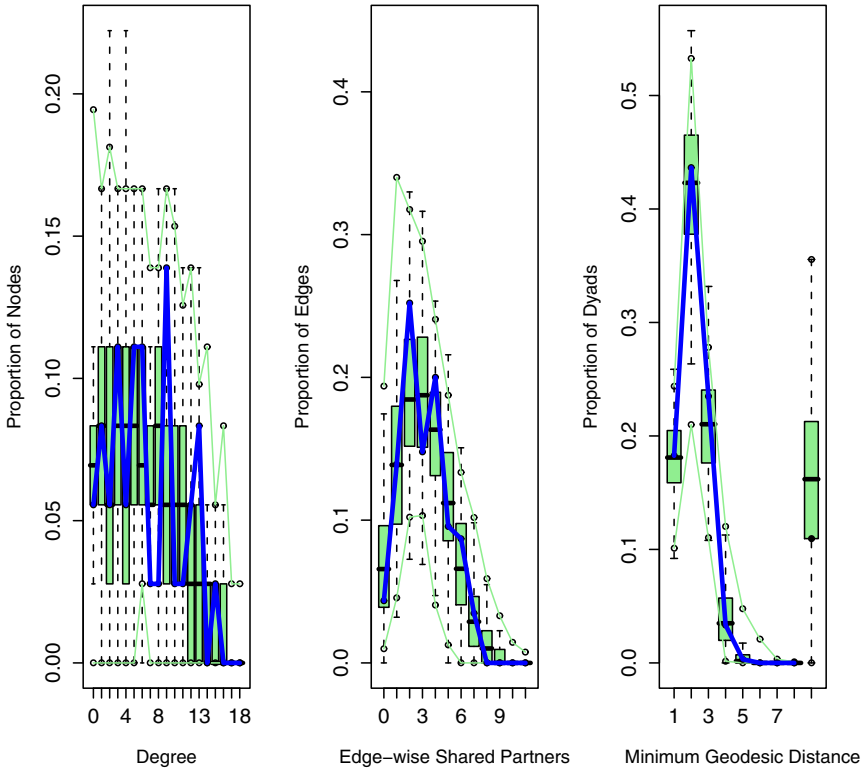 Proportion of Nodes
0.00 0.05 0.10 0.15 0.20
0 4 8 13 18
Degree
Proportion of Edges
0.0 0.1 0.2 0.3 0.4
0 3 6 9
Edge−wise Shared Partners
Proportion of Dyads
0.0 0.1 0.2 0.3 0.4 0.5
1 3 5 7
Minimum Geodesic Distance